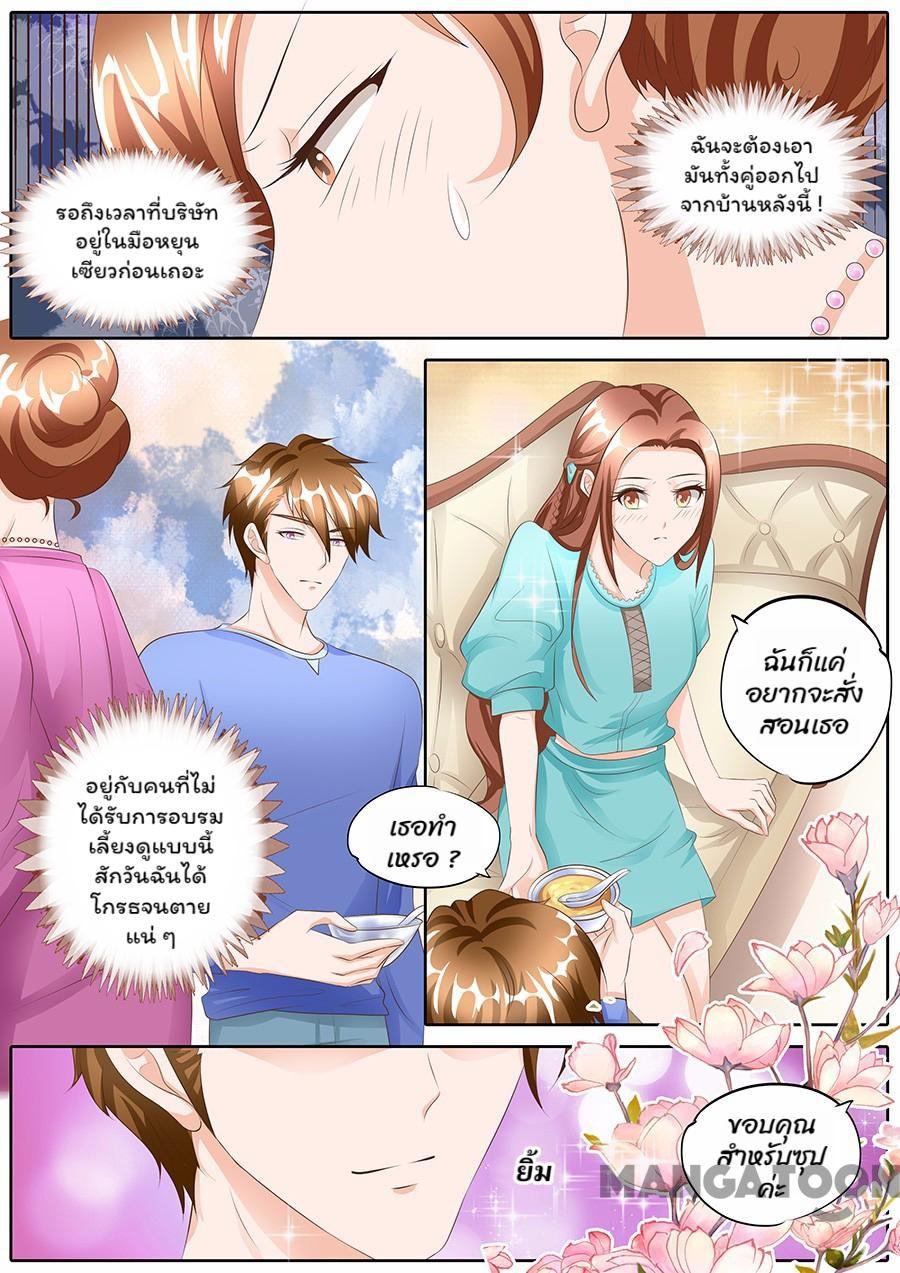 รอถึงเวลาที่บริษัท
อยู่ในมือหยุน
เซียวก่อนเถอะ
ฉันจะต้องเอา
มันทั้งคู่ออกไป
จากบ้านหลังนี้ !
อยู่กับคนที่ไม่
ได้รับการอบรม
เลี้ยงดูแบบนี้
สักวันฉันได้
โกรธจนตาย
แน่ ๆ
ฉันก็แค่
อยากจะสั่ง
สอนเธอ
เธอทำ
เหรอ ?
ยิ้ม
ขอบคุณ
สำหรับซุป
ค่ะ
MANGATOON